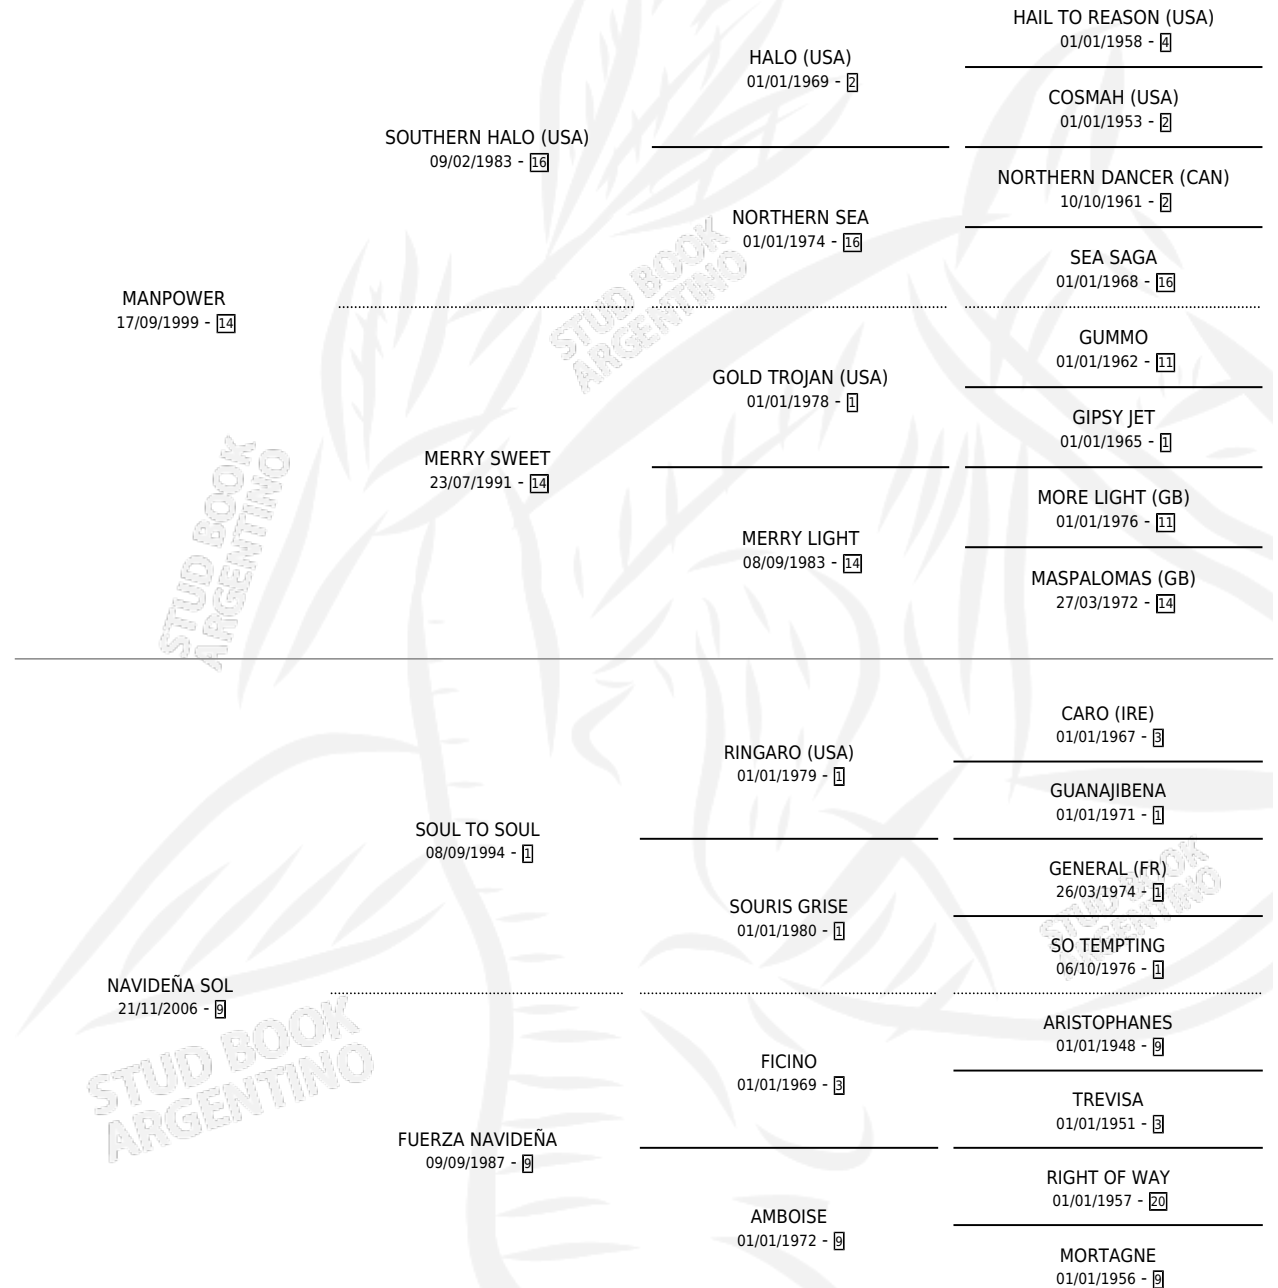 HAIL TO REASON (USA)
01/01/1958 - 4
HALO (USA)
01/01/1969 - 2
COSMAH (USA)
01/01/1953 - 2
SOUTHERN HALO (USA)
09/02/1983 - 16
NORTHERN DANCER (CAN)
10/10/1961 - 2
NORTHERN SEA
01/01/1974 - 16
SEA SAGA
01/01/1968 - 16
MANPOWER
17/09/1999 - 14
GUMMO
01/01/1962 - 11
GOLD TROJAN (USA)
01/01/1978 - 1
GIPSY JET
01/01/1965 - 1
MERRY SWEET
23/07/1991 - 14
MORE LIGHT (GB)
01/01/1976 - 11
MERRY LIGHT
08/09/1983 - 14
MASPALOMAS (GB)
27/03/1972 - 14
CARO (IRE)
01/01/1967 - 3
RINGARO (USA)
01/01/1979 - 1
GUANAJIBENA
01/01/1971 - 1
SOUL TO SOUL
08/09/1994 - 1
GENERAL (FR)
26/03/1974 - 1
SOURIS GRISE
01/01/1980 - 1
SO TEMPTING
06/10/1976 - 1
NAVIDEÑA SOL
21/11/2006 - 9
ARISTOPHANES
01/01/1948 - 9
FICINO
01/01/1969 - 3
TREVISA
01/01/1951 - 3
FUERZA NAVIDEÑA
09/09/1987 - 9
RIGHT OF WAY
01/01/1957 - 20
AMBOISE
01/01/1972 - 9
MORTAGNE
01/01/1956 - 9
STUD BOOK
ARGENTINO
STUD BOOK
ARGENTINO
STUD BOOK
ARGENTINO
STUD BOOK
ARGENTINO